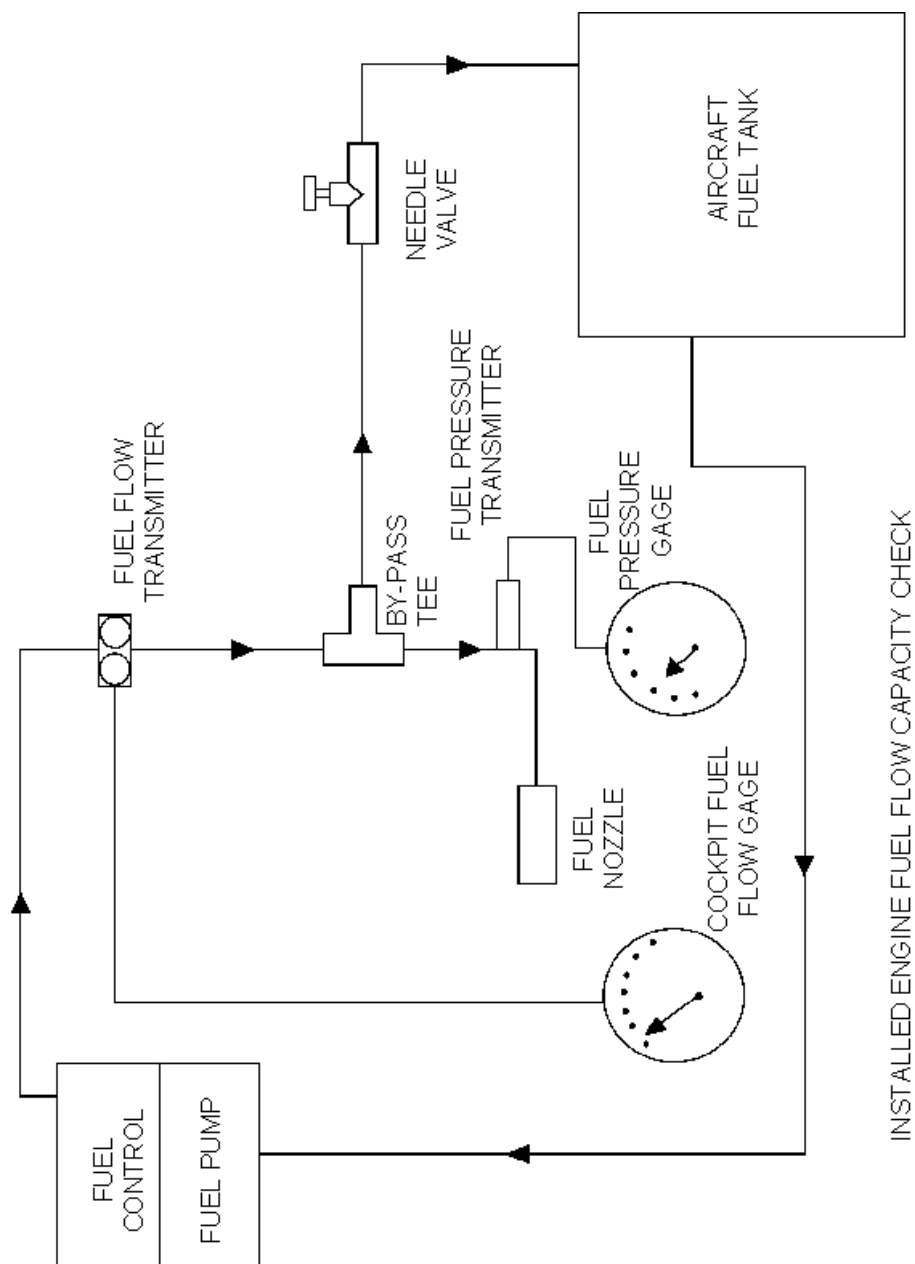 FUEL
CONTROL
FUEL PUMP
FUEL FLOW
TRANSMITTER
BY-PASS
TEE
NEEDLE
VALVE
FUEL PRESSURE
TRANSMITTER
FUEL
NOZZLE
FUEL
PRESSURE
GAGE
COCKPIT FUEL
FLOW GAGE
AIRCRAFT
FUEL TANK
INSTALLED ENGINE FUEL FLOW CAPACITY CHECK